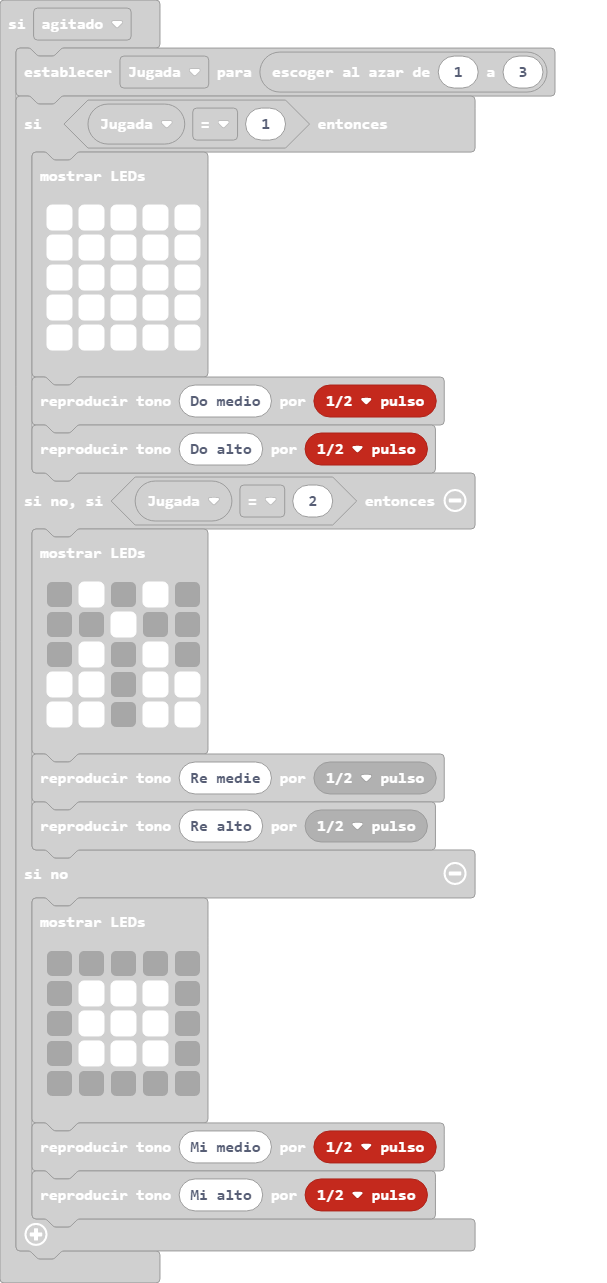 si agitado
establecer Jugada para escoger al azar de 1 a 3
si Jugada = 1 entonces
mostrar LEDs
reproducir tono Do medio por 1/2 pulso
reproducir tono Do alto por 1/2 pulso
si no, si Jugada = 2 entonces
mostrar LEDs
reproducir tono Re medie por 1/2 pulso
reproducir tono Re alto por 1/2 pulso
si no
mostrar LEDs
reproducir tono Mi medio por 1/2 pulso
reproducir tono Mi alto por 1/2 pulso